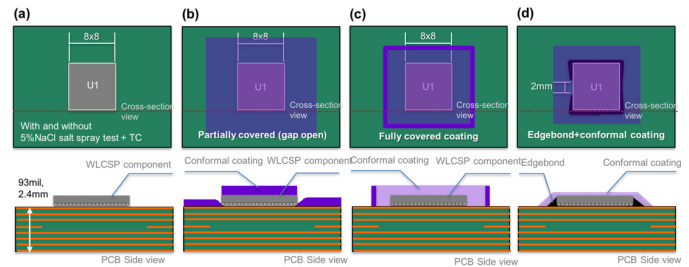 (a)
8x8
U1
Cross-section
view
With and without
5%NaCl salt spray test + TC
WLCSP component
93mil,
2.4mm
PCB Side view
(b)
8x8
U1
Cross-section
view
Partially covered (gap open)
Conformal coating
WLCSP component
PCB Side view
(c)
8x8
U1
Cross-section
view
Fully covered coating
Conformal coating
WLCSP component
PCB Side view
(d)
2mm
U1
Cross-section
view
Edgebond+conformal coating
Edgebond
Conformal coating
PCB Side view